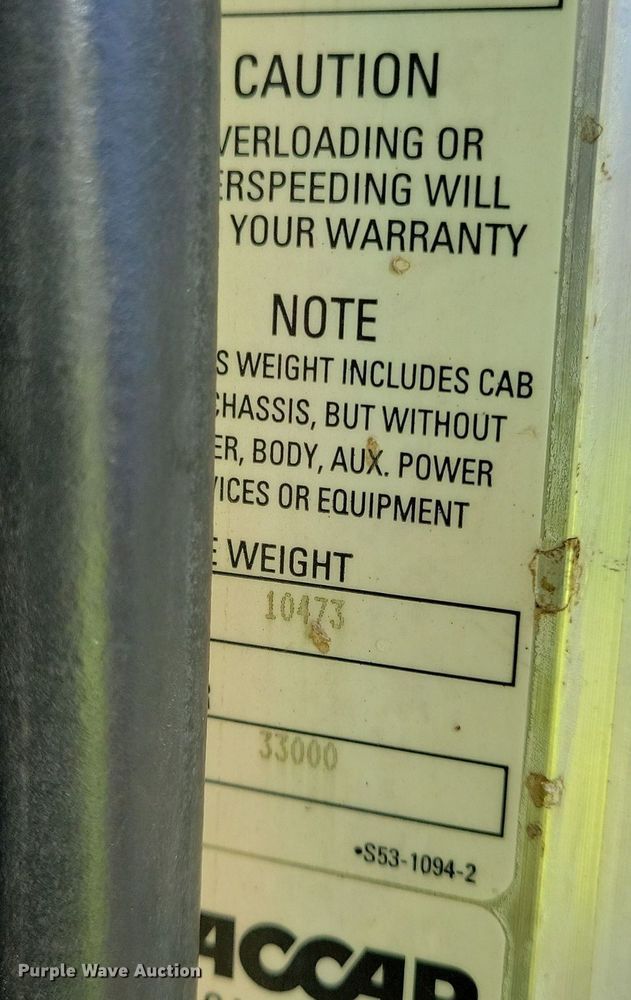 CAUTION
VERLOADING OR
ERSPEEDING WILL
YOUR WARRANTY
NOTE
S WEIGHT INCLUDES CAB
CHASSIS, BUT WITHOUT
ER, BODY, AUX. POWER
VICES OR EQUIPMENT
E WEIGHT
10473
33000
•S53-1094-2
ACCAR
Purple Wave Auction